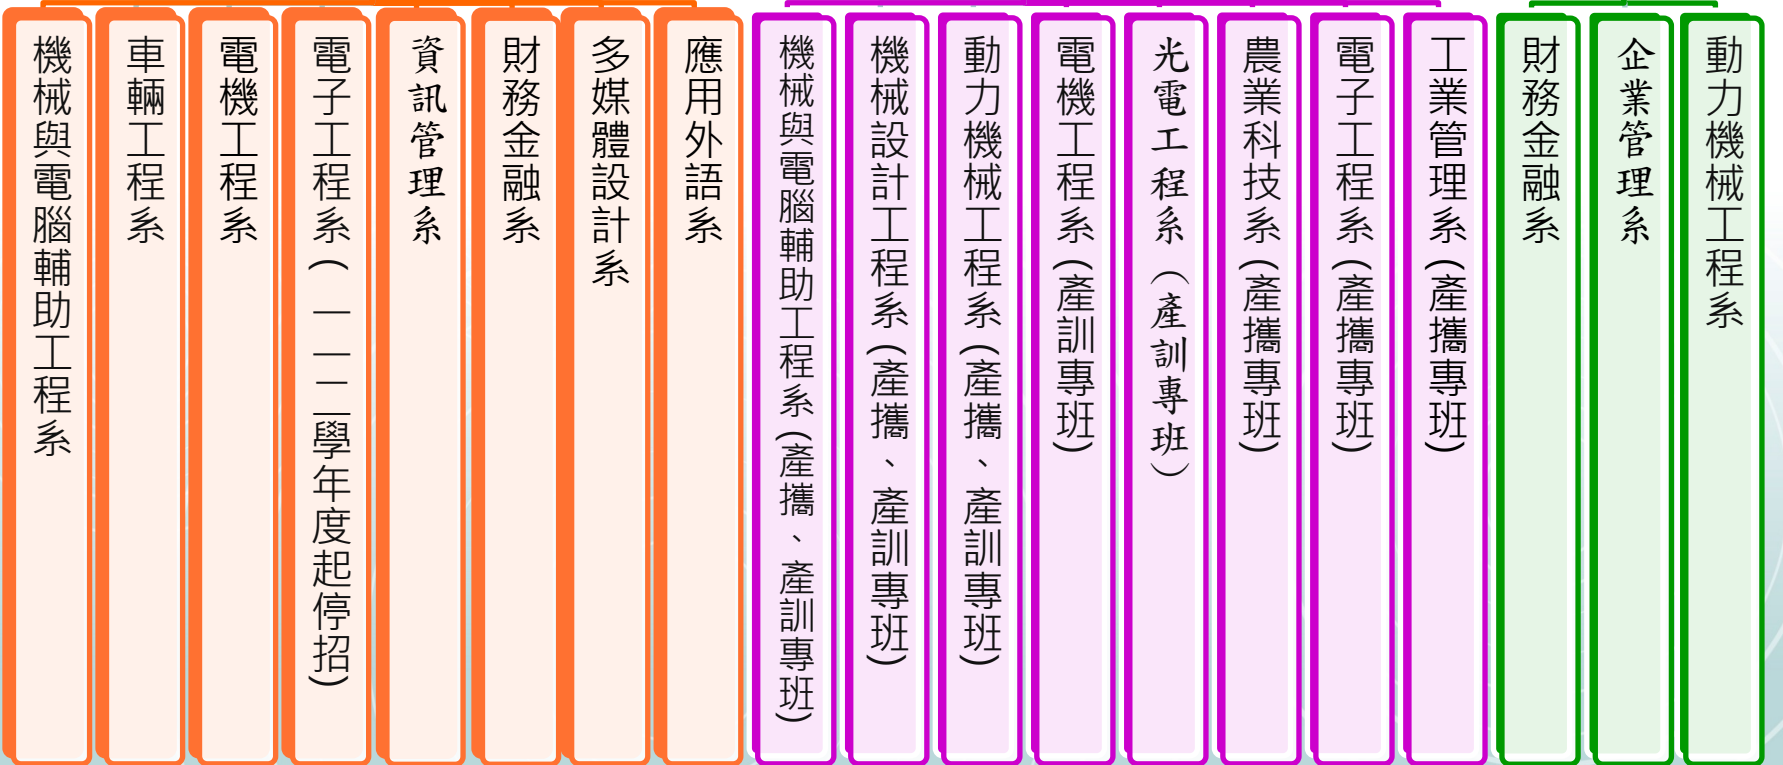 機械與電腦輔助工程系
車輛工程系
電機工程系
電子工程系(一一二學年度起停招)
資訊管理系
財務金融系
多媒體設計系
應用外語系
機械與電腦輔助工程系(產攜、產訓專班)
機械設計工程系(產攜、產訓專班)
動力機械工程系(產攜、產訓專班)
電機工程系(產訓專班)
光電工程系（產訓專班）
農業科技系(產攜專班)
電子工程系(產攜專班)
工業管理系(產攜專班)
財務金融系
企業管理系
動力機械工程系